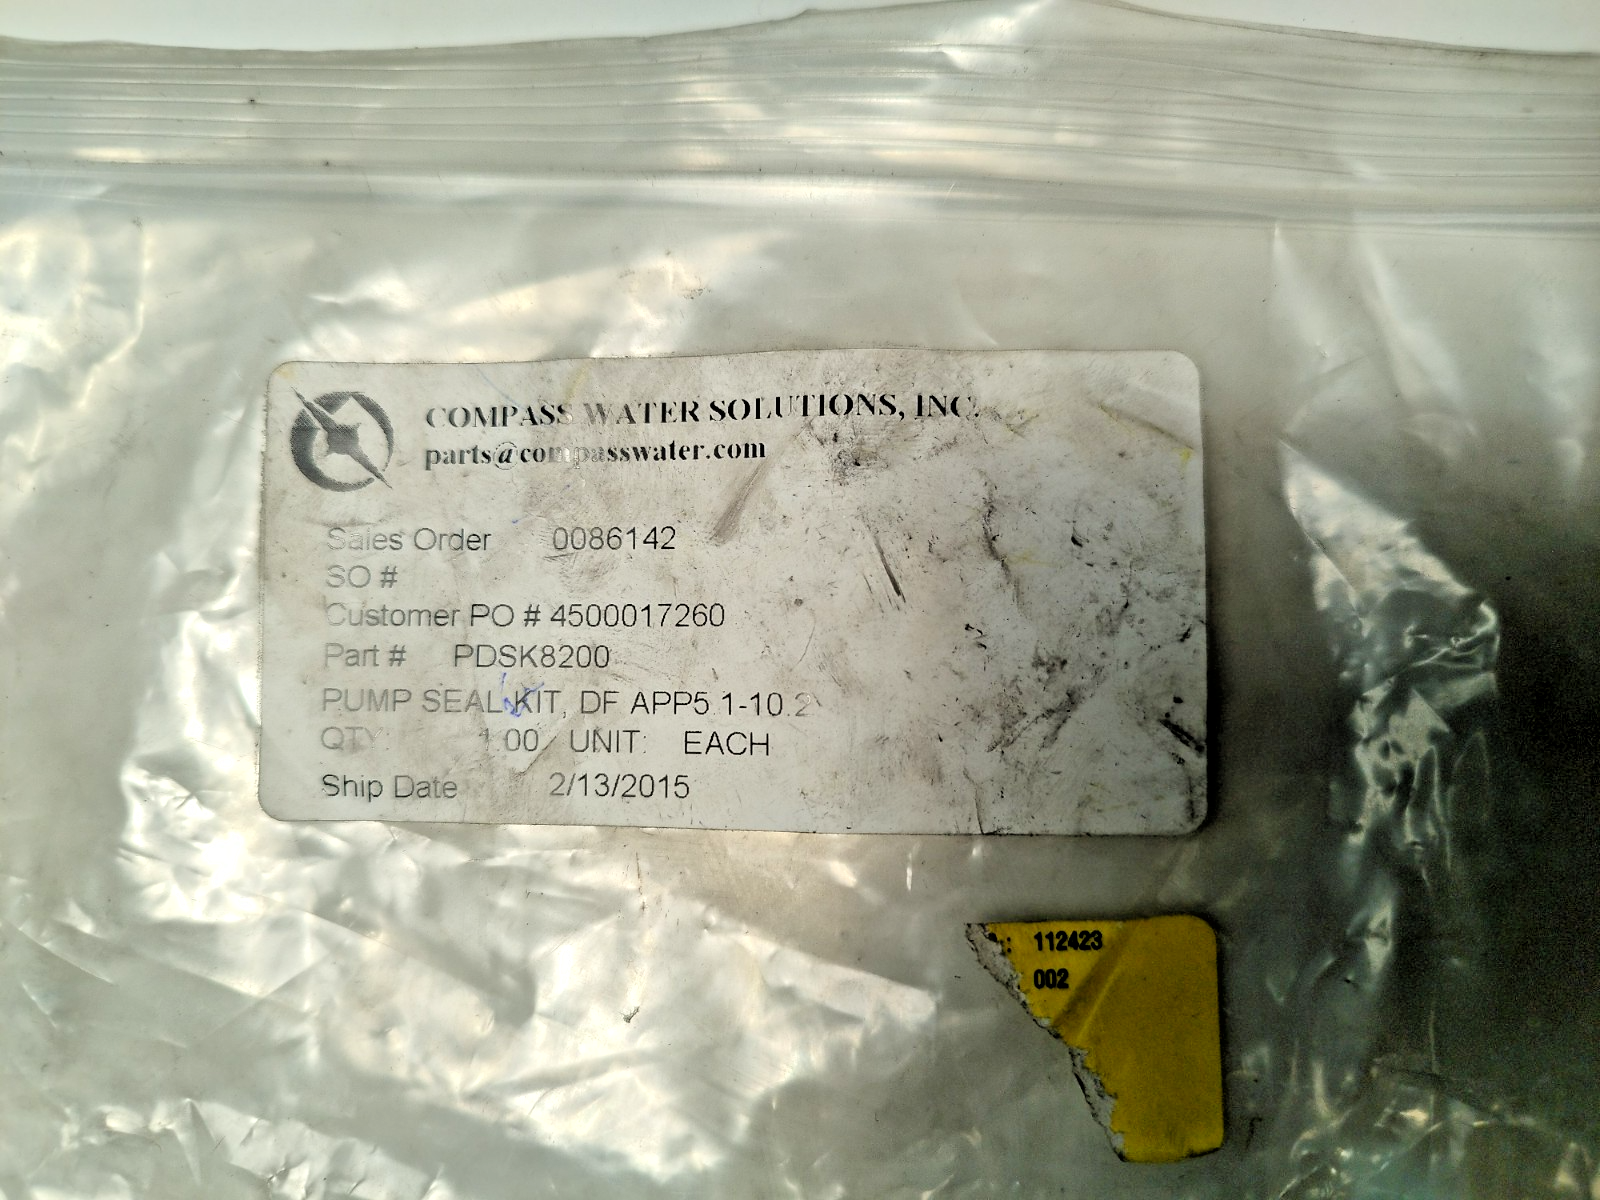 COMPASS WATER SOLUTIONS, INC.
parts@compasswater.com
Sales Order 0086142
SO #
Customer PO # 4500017260
Part # PDSK8200
PUMP SEAL KIT, DF APP5.1-10.2
QTY: 1.00 UNIT: EACH
Ship Date 2/13/2015
112423
002